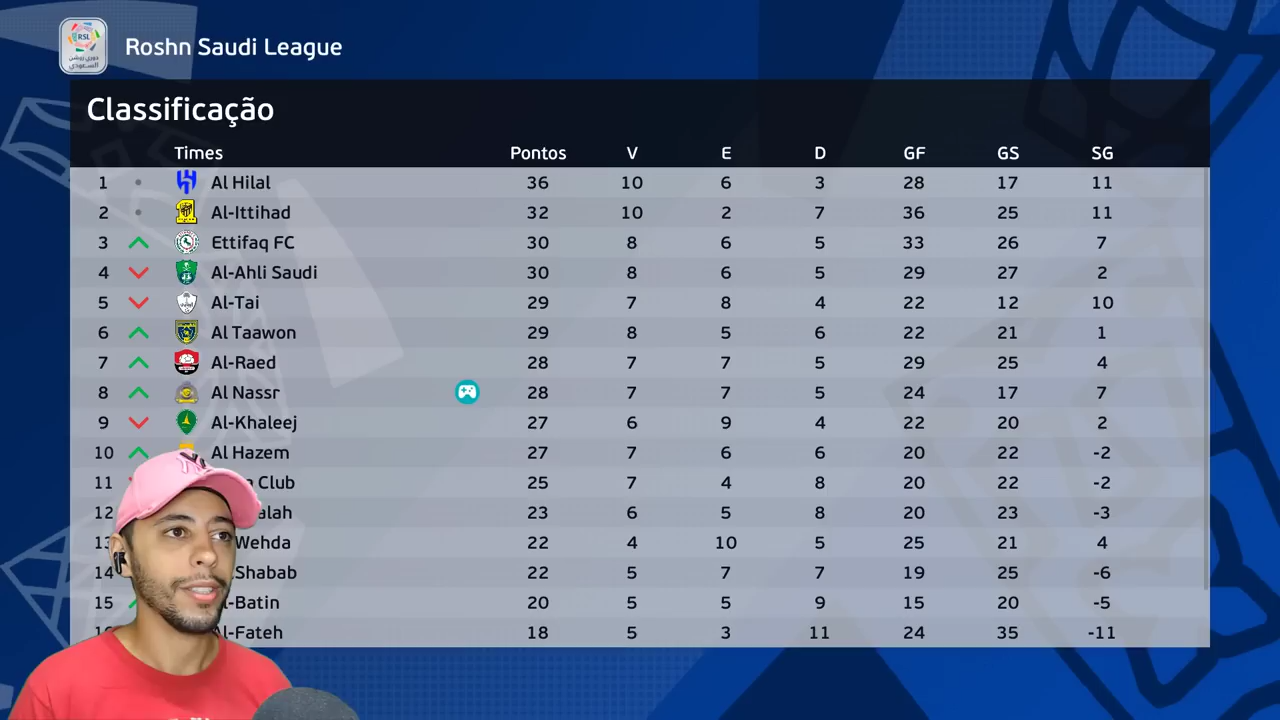 RSL
دوري روشن
السعودي
Roshn Saudi League
Classificação
Times Pontos V E D GF GS SG
1 Al Hilal 36 10 6 3 28 17 11
2 Al-Ittihad 32 10 2 7 36 25 11
3 Ettifaq FC 30 8 6 5 33 26 7
4 Al-Ahli Saudi 30 8 6 5 29 27 2
5 Al-Tai 29 7 8 4 22 12 10
6 Al Taawon 29 8 5 6 22 21 1
7 Al-Raed 28 7 7 5 29 25 4
8 Al Nassr 28 7 7 5 24 17 7
9 Al-Khaleej 27 6 9 4 22 20 2
10 Al Hazem 27 7 6 6 20 22 -2
11 Club 25 7 4 8 20 22 -2
12 23 6 5 8 20 23 -3
Wehda 22 4 10 5 25 21 4
14 Shabab 22 5 7 7 19 25 -6
15 -Batin 20 5 5 9 15 20 -5
l-Fateh 18 5 3 11 24 35 -11